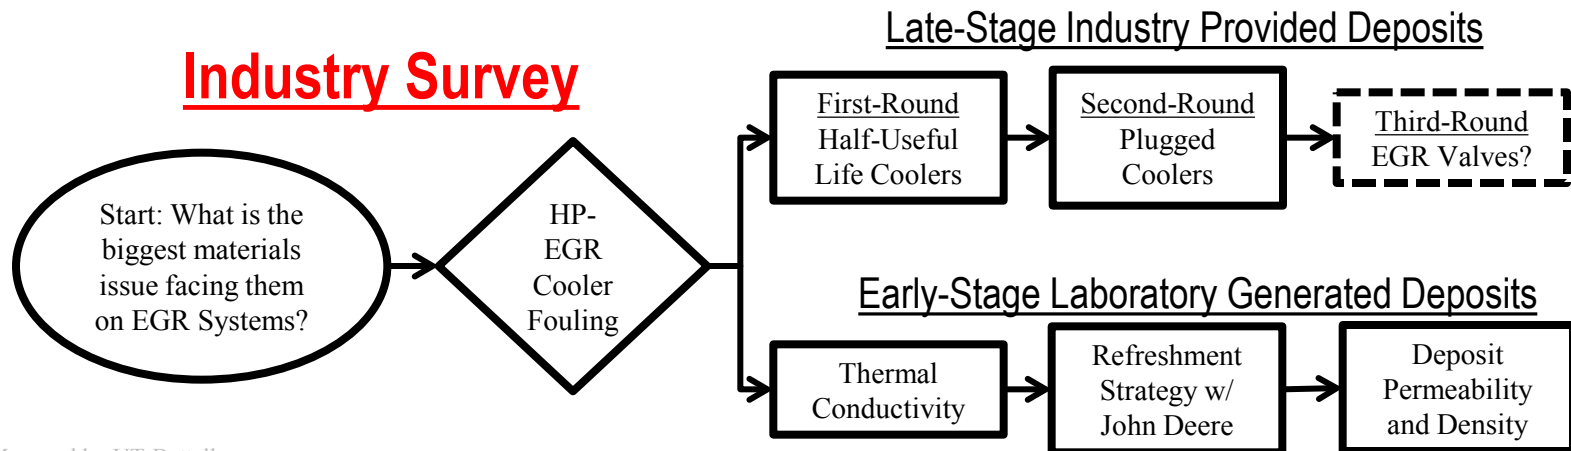 Industry Survey
Start: What is the
biggest materials
issue facing them
on EGR Systems?
HP-
EGR
Cooler
Fouling
Late-Stage Industry Provided Deposits
First-Round
Half-Useful
Life Coolers
Second-Round
Plugged
Coolers
Third-Round
EGR Valves?
Early-Stage Laboratory Generated Deposits
Thermal
Conductivity
Refreshment
Strategy w/
John Deere
Deposit
Permeability
and Density